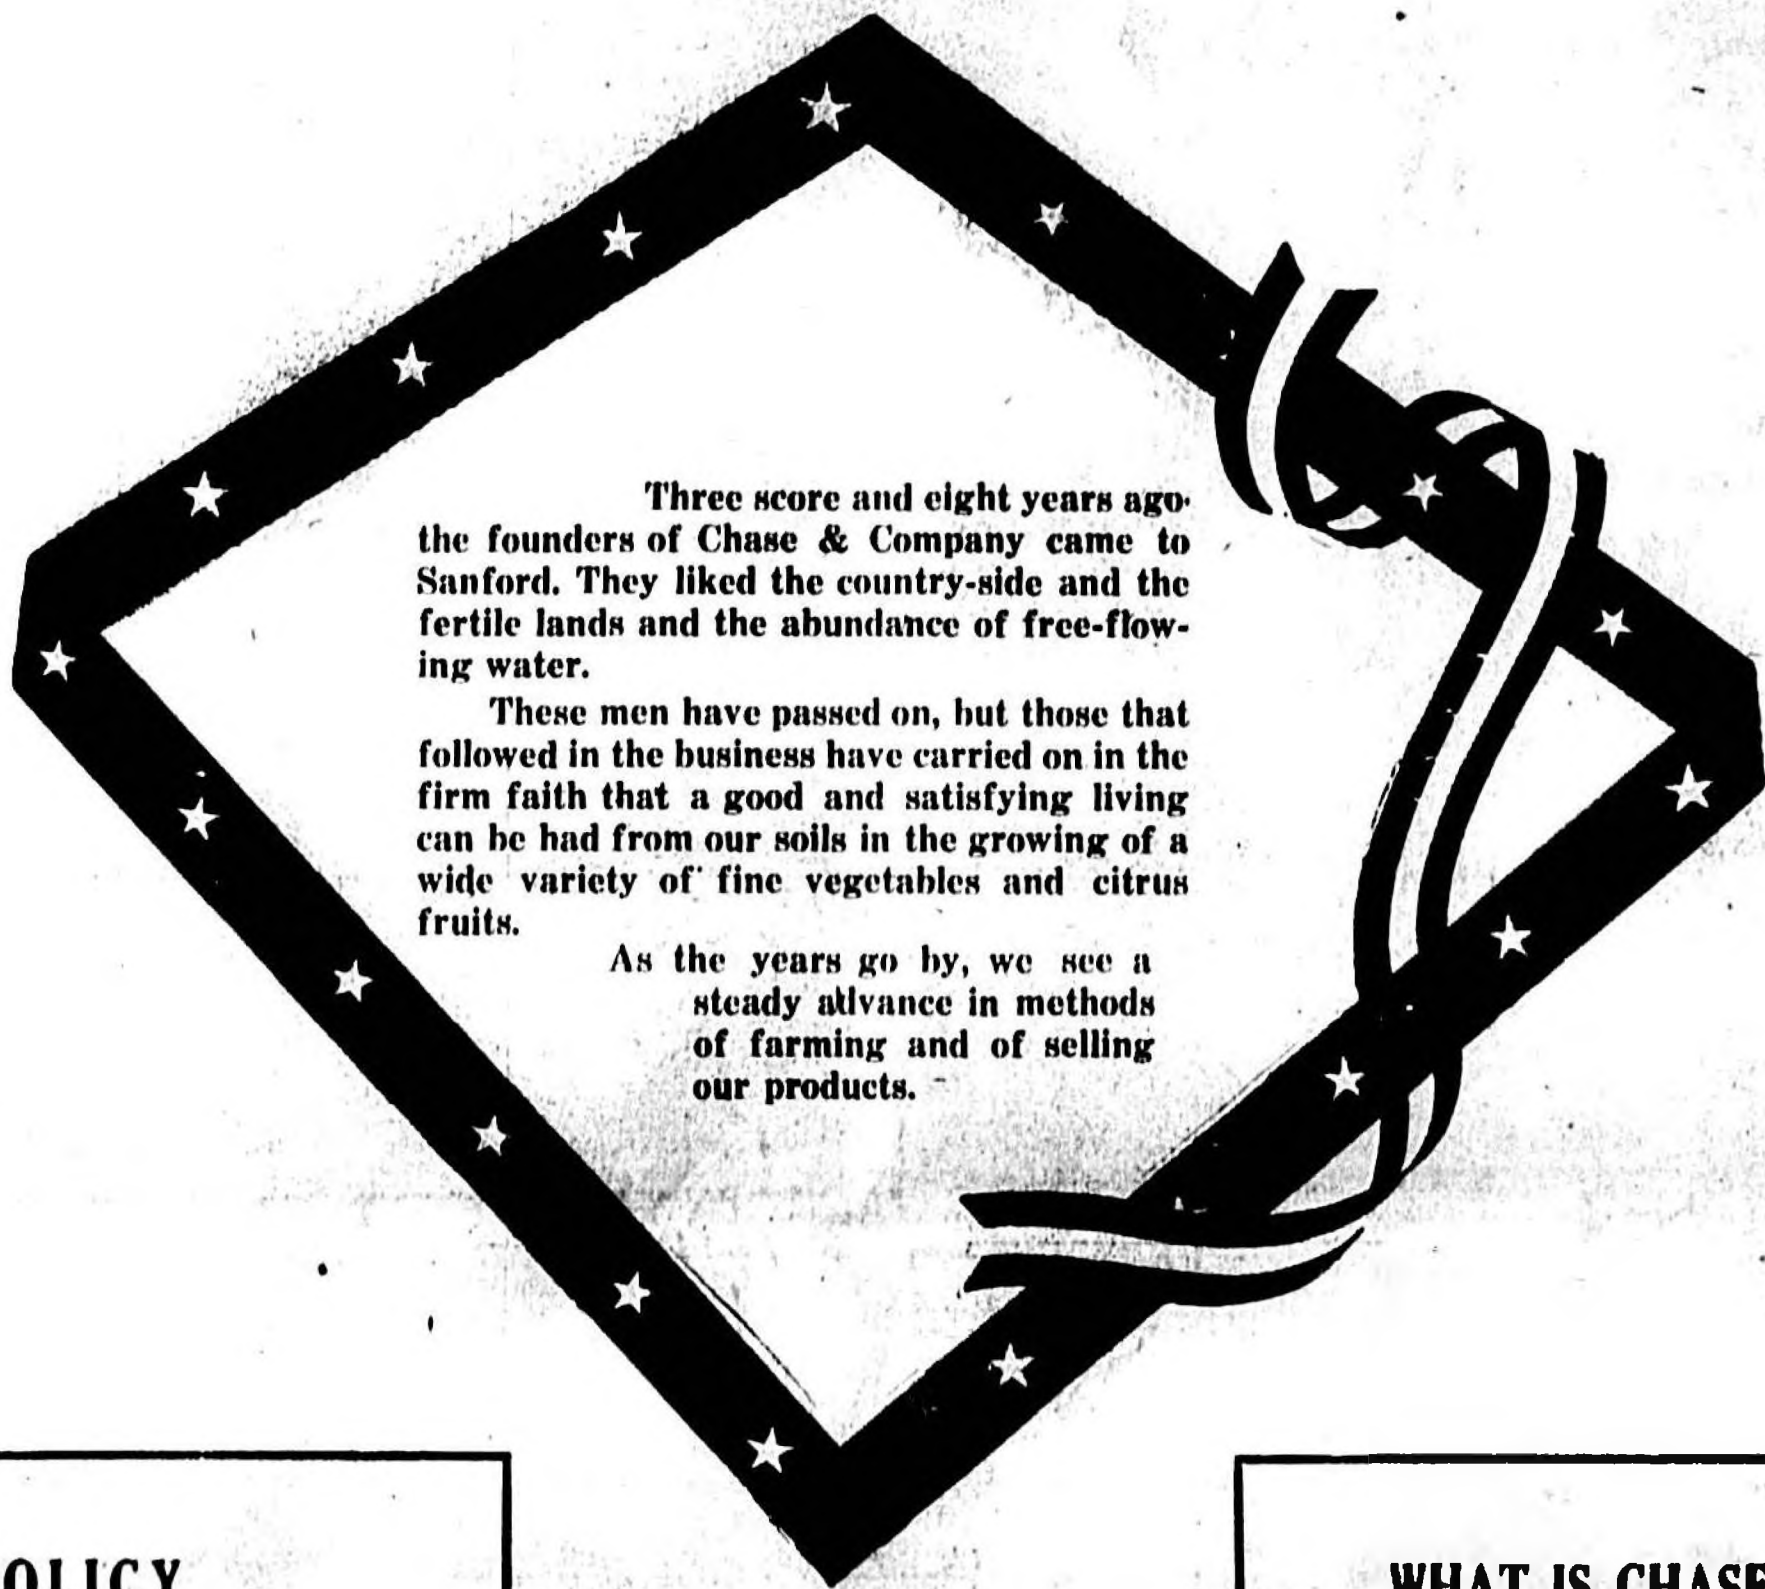 Three score and eight years ago
the founders of Chase & Company came to
Sanford. They liked the country-side and the
fertile lands and the abundance of free-flow-
ing water.
These men have passed on, but those that
followed in the business have carried on in the
firm faith that a good and satisfying living
can be had from our soils in the growing of a
wide variety of fine vegetables and citrus
fruits.
As the years go by, we see a
steady advance in methods
of farming and of selling
our products.
OLICY
WHAT IS CHASE